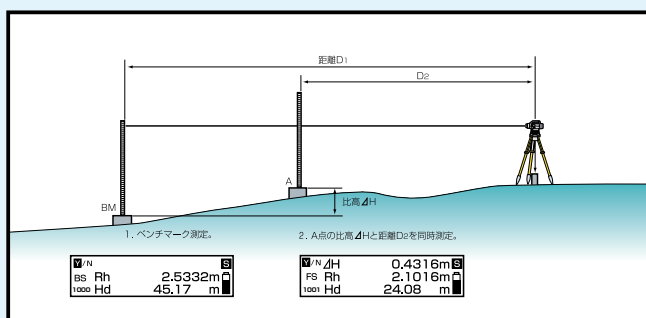 距離D1
D2
A
BM
比高⊿H
1. ベンチマーク測定。
2. A点の比高⊿Hと距離D2を同時測定。
Y/N S
BS Rh 2.5332m
1000 Hd 45.17 m
Y/N ⊿H 0.4316m S
FS Rh 2.1016m
1001 Hd 24.08 m